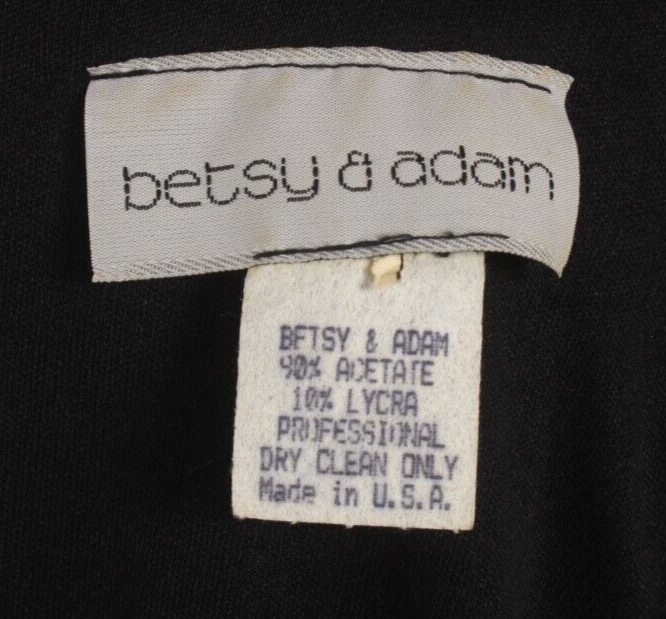 betsy & adam
BETSY & ADAM
90% ACETATE
10% LYCRA
PROFESSIONAL
DRY CLEAN ONLY
Made in U.S.A.